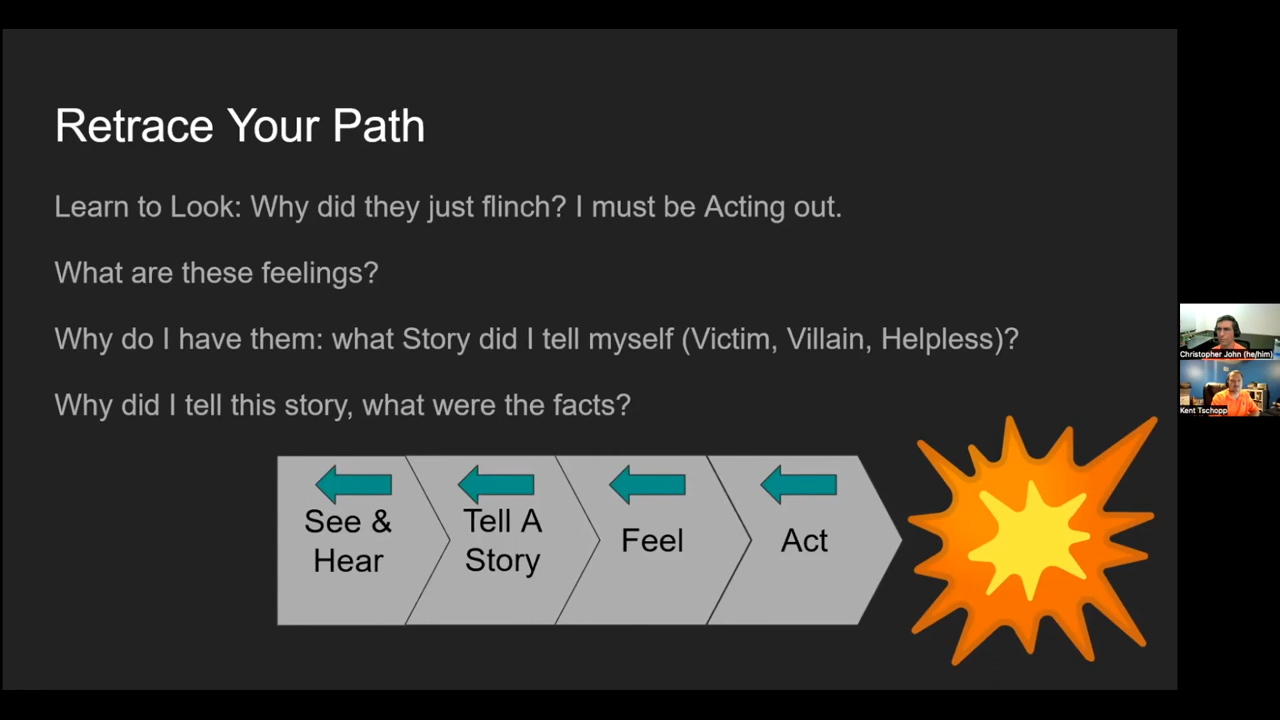 Retrace Your Path
Learn to Look: Why did they just flinch? I must be Acting out.
What are these feelings?
Why do I have them: what Story did I tell myself (Victim, Villain, Helpless)?
Why did I tell this story, what were the facts?
See &
Hear
Tell A
Story
Feel
Act
Christopher John (he/him)
Kent Tschopp